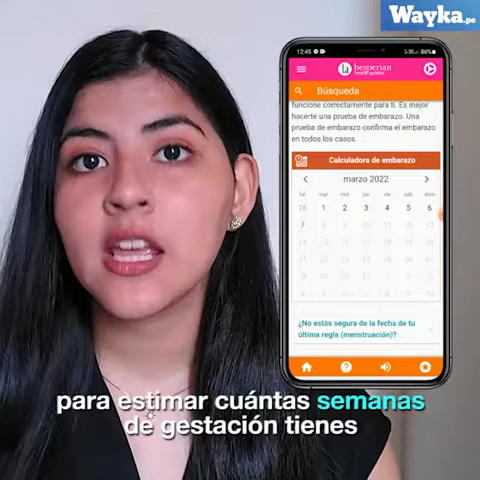 Wayka.pe
12:45
86%
hesperian
health guides
Búsqueda
funcione correctamente para ti. Es mejor
hacerte una prueba de embarazo. Una
prueba de embarazo confirma el embarazo
en todos los casos.
Calculadora de embarazo
marzo 2022
lun mar mié jue vie sáb dom
28 1 2 3 4 5 6
7
¿No estás segura de la fecha de tu
última regla (menstruación)?
para estimar cuántas semanas
de gestación tienes